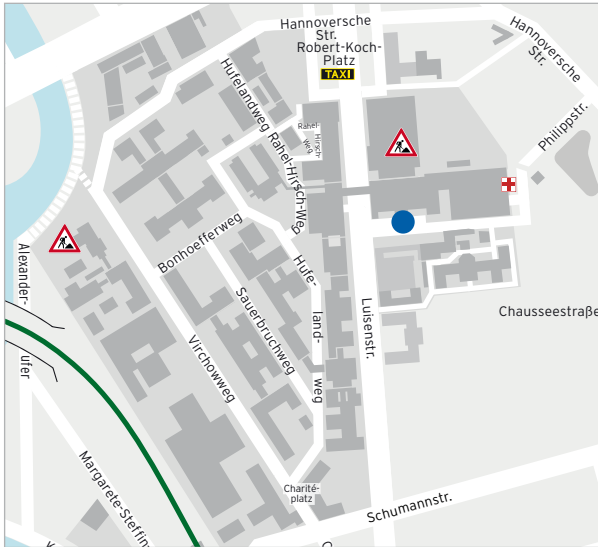 Hannoversche
Str.
Robert-Koch-
Platz
TAXI
Hannoversche
Str.
Philippstr.
Hufelandweg
Rahel-Hirsch-Weg
Rahel-
Hirsch-
weg
Bonhoefferweg
Hufe-
land-
weg
Sauerbruchweg
Virchowweg
Luisenstr.
Chausseestraße
Alexander-
ufer
Margarete-Steffin-
Charité-
platz
Schumannstr.